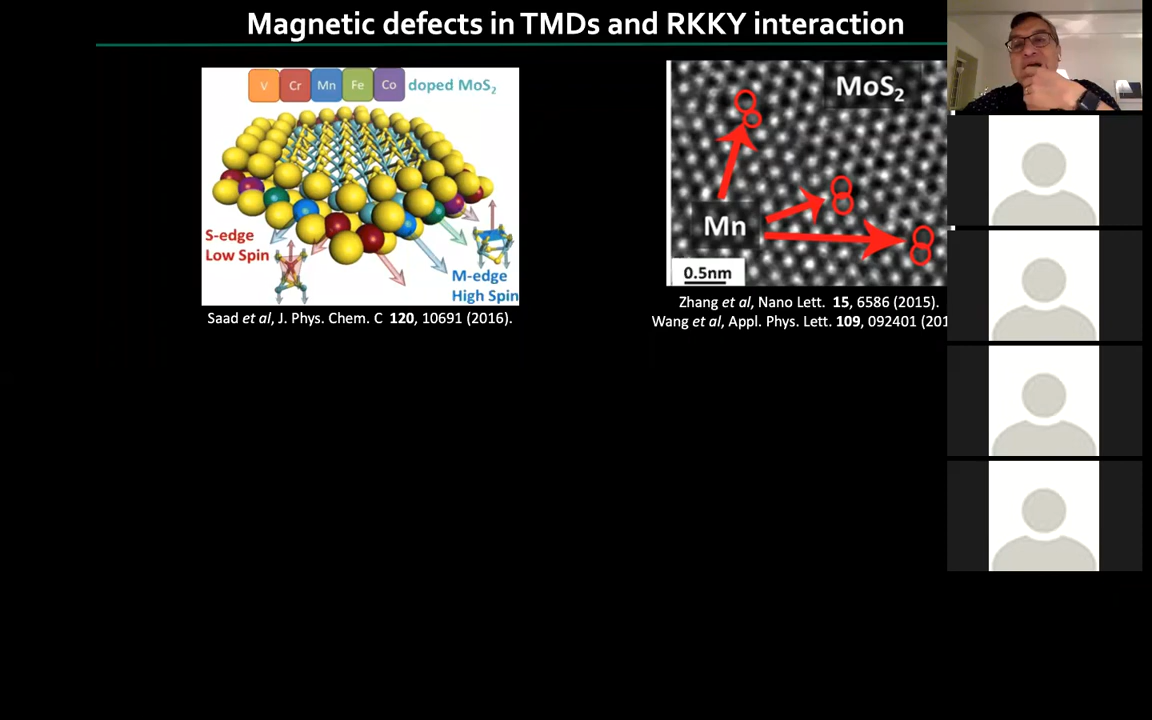 Magnetic defects in TMDs and RKKY interaction
V Cr Mn Fe Co doped MoS₂
S-edge
Low Spin
M-edge
High Spin
Saad et al, J. Phys. Chem. C 120, 10691 (2016).
MoS₂
Mn
0.5nm
Zhang et al, Nano Lett. 15, 6586 (2015).
Wang et al, Appl. Phys. Lett. 109, 092401 (201